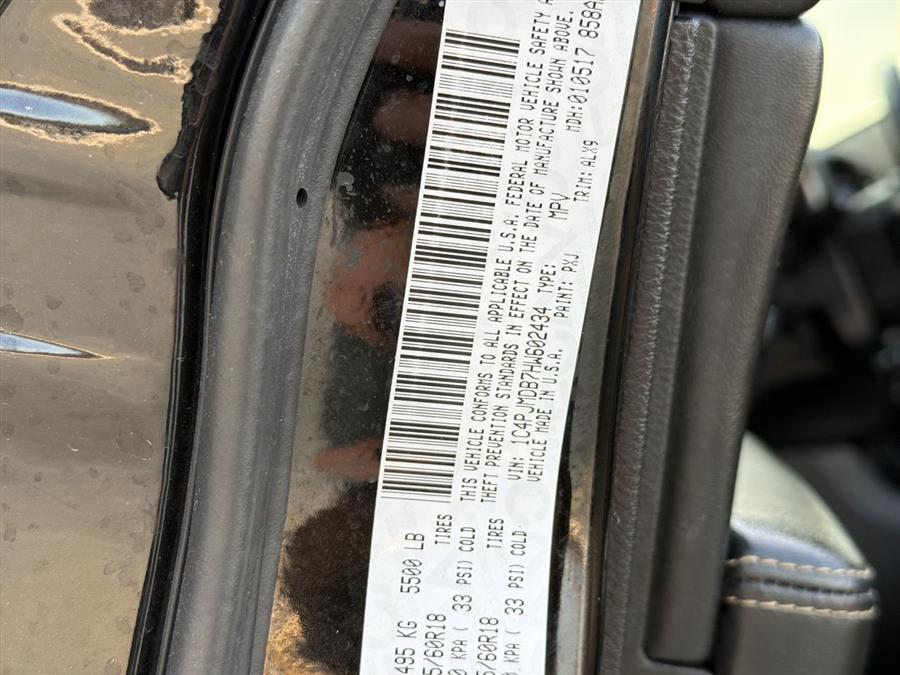 495 KG 5500 LB
5/60R18 TIRES
0 KPA ( 33 PSI) COLD
5/60R18 TIRES
KPA ( 33 PSI) COLD
THIS VEHICLE CONFORMS TO ALL APPLICABLE U.S.A. FEDERAL MOTOR VEHICLE SAFETY A
THEFT PREVENTION STANDARDS IN EFFECT ON THE DATE OF MANUFACTURE SHOWN ABOVE.
VIN: 1C4PJMDB7HW602434 TYPE: MPV MDH:010517 858A
VEHICLE MADE IN U.S.A. PAINT: PXJ TRIM: ALX9